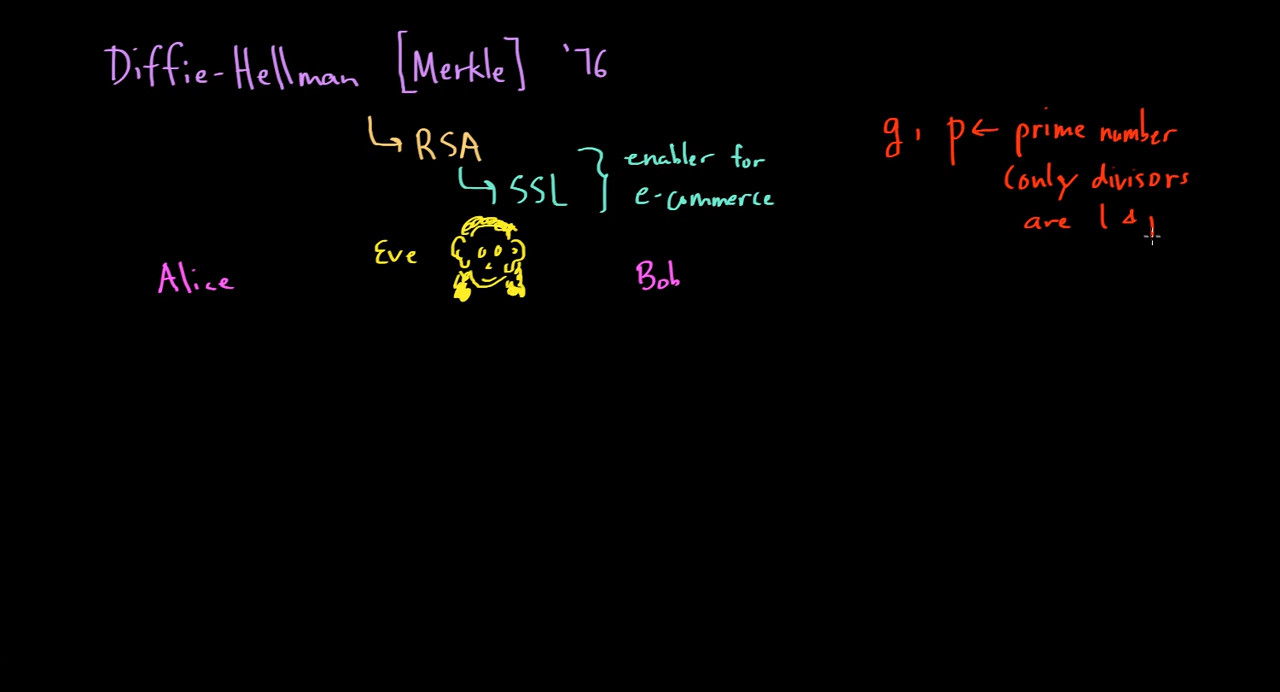 Diffie-Hellman [Merkle] '76
↳ RSA
↳ SSL } enabler for
e-commerce
g, p ← prime number
(only divisors
are 1 &
Eve
Alice
Bob